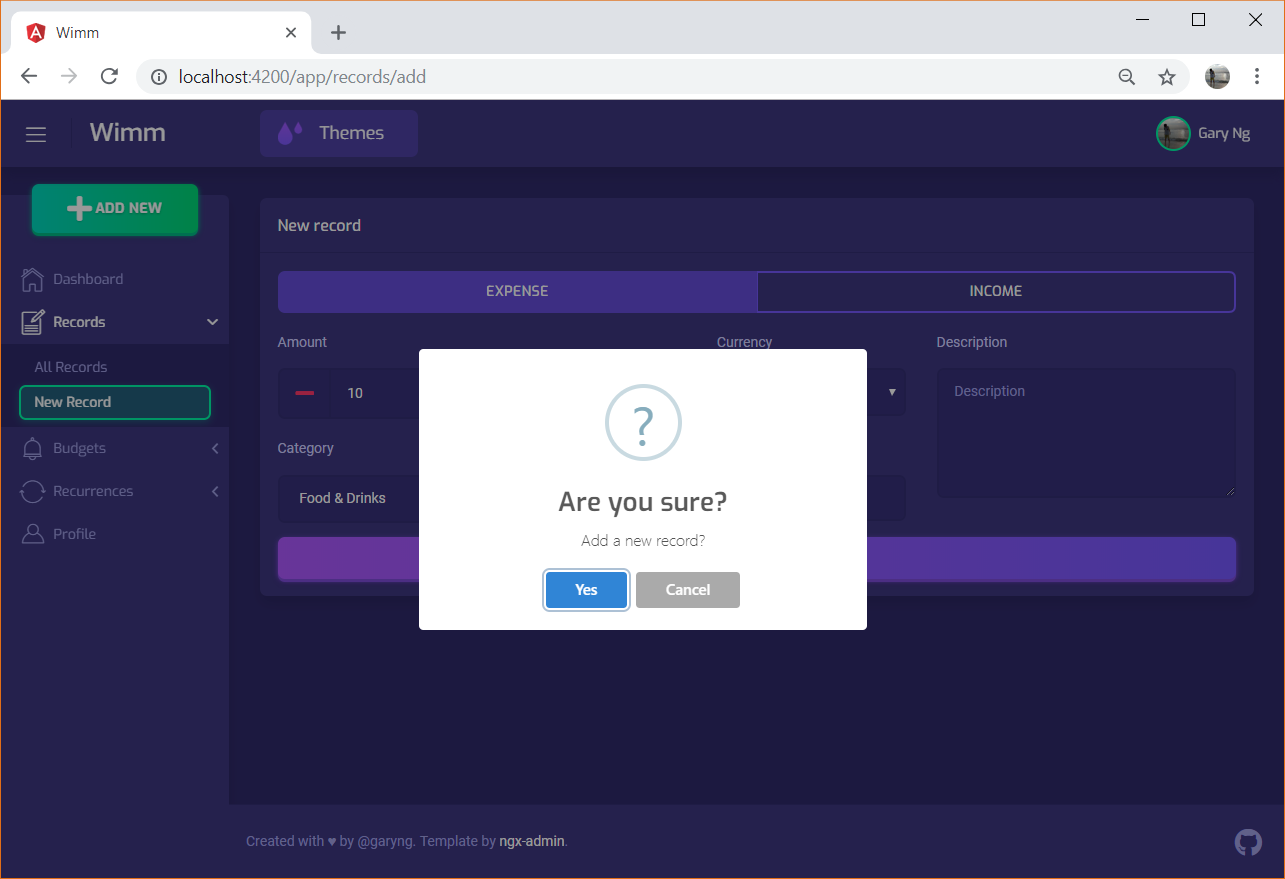 Wimm
localhost:4200/app/records/add
Wimm
Themes
Gary Ng
ADD NEW
Dashboard
Records
All Records
New Record
Budgets
Recurrences
Profile
New record
EXPENSE
INCOME
Amount
Currency
Description
10
Description
Category
Food & Drinks
?
Are you sure?
Add a new record?
Yes
Cancel
Created with ♥ by @garyng. Template by ngx-admin.